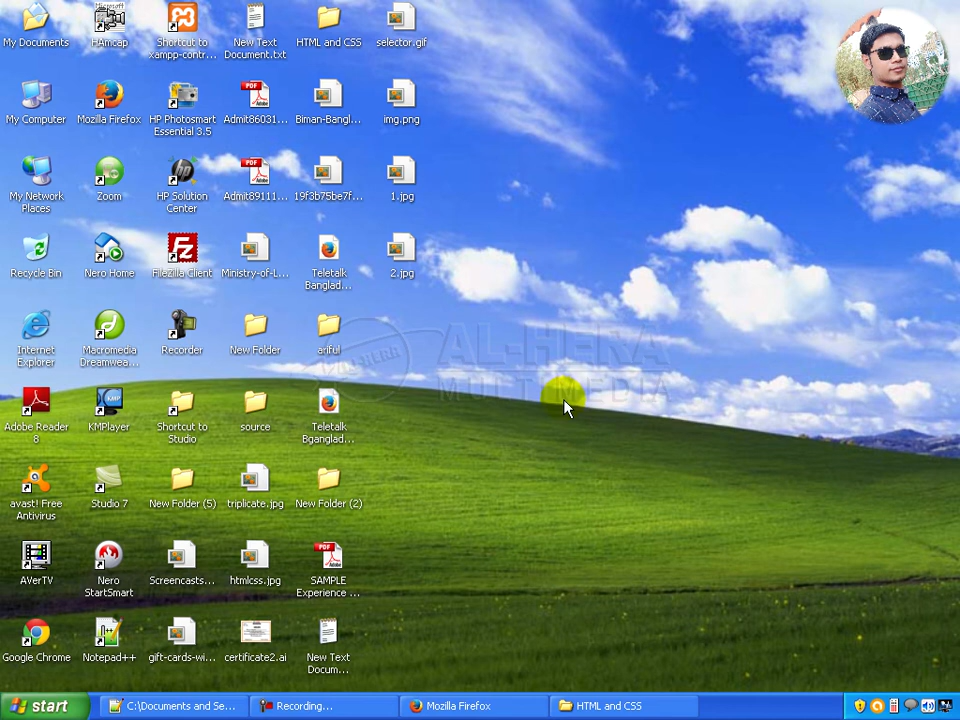 My Documents
HAmcap
Shortcut to
xampp-contr...
New Text
Document.txt
HTML and CSS
selector.gif
My Computer
Mozilla Firefox
HP Photosmart
Essential 3.5
Admit86031...
Biman-Bangl...
img.png
My Network
Places
Zoom
HP Solution
Center
Admit89111...
19f3b75be7f...
1.jpg
Recycle Bin
Nero Home
FileZilla Client
Ministry-of-L...
Teletalk
Banglad...
2.jpg
Internet
Explorer
Macromedia
Dreamwea...
Recorder
New Folder
ariful
AL-HERA
MULTIMEDIA
Adobe Reader
8
KMPlayer
Shortcut to
Studio
source
Teletalk
Bganglad...
avast! Free
Antivirus
Studio 7
New Folder (5)
triplicate.jpg
New Folder (2)
AVerTV
Nero
StartSmart
Screencasts...
htmlcss.jpg
SAMPLE
Experience ...
Google Chrome
Notepad++
gift-cards-wi...
certificate2.ai
New Text
Docum...
start
C:\Documents and Se...
Recording...
Mozilla Firefox
HTML and CSS